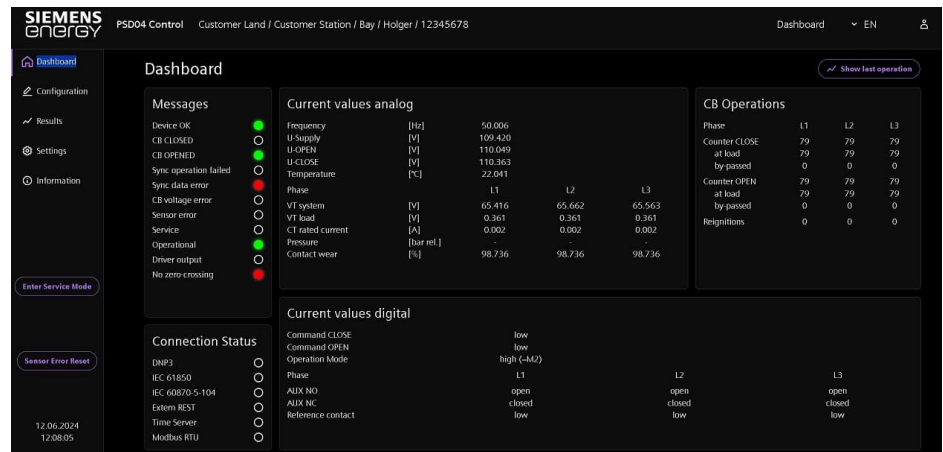 SIEMENS
energy
PSD04 Control Customer Land / Customer Station / Bay / Holger / 12345678 Dashboard EN
Dashboard
Configuration
Results
Settings
Information
Enter Service Mode
Sensor Error Reset
12.06.2024
12:08:05
Dashboard
Show last operation
Messages
Device OK
CB CLOSED
CB OPENED
Sync operation failed
Sync data error
CB voltage error
Sensor error
Service
Operational
Driver output
No zero-crossing
Connection Status
DNP3
IEC 61850
IEC 60870-5-104
Extern REST
Time Server
Modbus RTU
Current values analog
Frequency [Hz] 50.006
U-Supply [V] 109.420
U-OPEN [V] 110.049
U-CLOSE [V] 110.363
Temperature [°C] 22.041
Phase L1 L2 L3
VT system [V] 65.416 65.662 65.563
VT load [V] 0.361 0.361 0.361
CT rated current [A] 0.002 0.002 0.002
Pressure [bar rel.] - - -
Contact wear [%] 98.736 98.736 98.736
CB Operations
Phase L1 L2 L3
Counter CLOSE 79 79 79
at load 79 79 79
by-passed 0 0 0
Counter OPEN 79 79 79
at load 79 79 79
by-passed 0 0 0
Reignitions 0 0 0
Current values digital
Command CLOSE low
Command OPEN low
Operation Mode high (~M2)
Phase L1 L2 L3
AUX NO open open open
AUX NC closed closed closed
Reference contact low low low